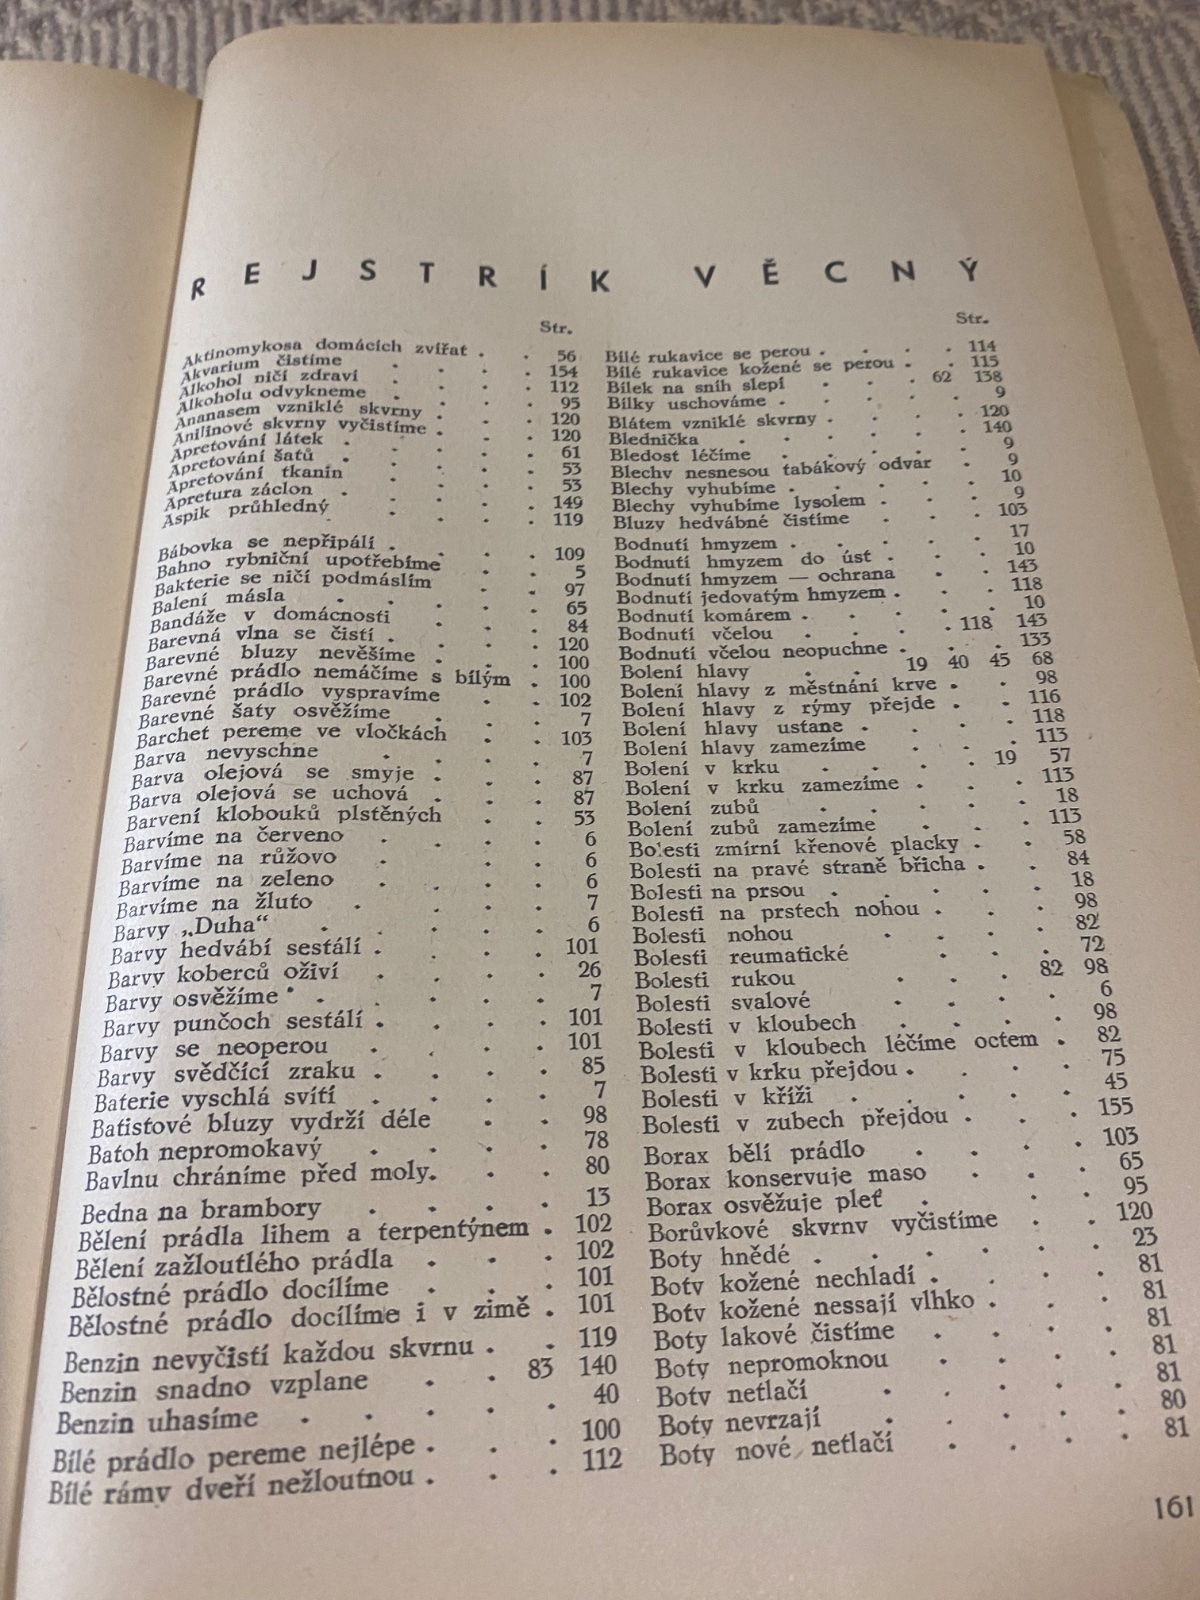 REJSTŘÍK VĚCNÝ
Str.
Aktinomykosa domácích zvířat . . 56
Akvarium čistíme . . . . 154
Alkohol ničí zdraví . . . . 112
Alkoholu odvykneme . . . . 95
Ananasem vzniklé skvrny . . . 120
Anilinové skvrny vyčistíme . . . 120
Apretování látek . . . . 61
Apretování šatů . . . . 53
Apretování tkanin . . . . 53
Apretura záclon . . . . 149
Aspik průhledný . . . . 119
Bábovka se nepřipálí . . . . 109
Bahno rybniční upotřebíme . . 5
Bakterie se ničí podmáslím . . 97
Balení másla . . . . . 65
Bandáže v domácnosti . . . 84
Barevná vlna se čistí . . . . 120
Barevné bluzy nevěšíme . . . 100
Barevné prádlo nemáčíme s bílým . 100
Barevné prádlo vyspravíme . . 102
Barevné šaty osvěžíme . . . 7
Barchet pereme ve vločkách . . 103
Barva nevyschne . . . . 7
Barva olejová se smyje . . . 87
Barva olejová se uchová . . . 87
Barvení klobouků plstěných . . 53
Barvíme na červeno . . . . 6
Barvíme na růžovo . . . . 6
Barvíme na zeleno . . . . 6
Barvíme na žluto . . . . 7
Barvy „Duha“ . . . . . 6
Barvy hedvábí sestálí . . . . 101
Barvy koberců oživí . . . . 26
Barvy osvěžíme . . . . . 7
Barvy punčoch sestálí . . . . 101
Barvy se neoperou . . . . 101
Barvy svědčící zraku . . . . 85
Baterie vyschlá svítí . . . . 7
Batistové bluzy vydrží déle . . 98
Batoh nepromokavý . . . . 78
Bavlnu chráníme před moly . . . 80
Bedna na brambory . . . . 13
Bělení prádla lihem a terpentýnem . 102
Bělení zažloutlého prádla . . . 102
Bělostné prádlo docílíme . . . 101
Bělostné prádlo docílíme i v zimě . 101
Benzin nevyčistí každou skvrnu . . 119
Benzin snadno vzplane . . . 83 140
Benzin uhasíme . . . . . 40
Bílé prádlo pereme nejlépe . . . 100
Bílé rámy dveří nežloutnou . . . 112
Str.
Bílé rukavice se perou . . . . 114
Bílé rukavice kožené se perou . . 115
Bílek na sníh slepí . . . 62 138
Bílky uschováme . . . . . 9
Blátem vzniklé skvrny . . . . 120
Blednička . . . . . 140
Bledost léčíme . . . . . 9
Blechy nesnesou tabákový odvar . 9
Blechy vyhubíme . . . . . 10
Blechy vyhubíme lysolem . . . 9
Bluzy hedvábné čistíme . . . 103
Bodnutí hmyzem . . . . . 17
Bodnutí hmyzem do úst . . . 10
Bodnutí hmyzem — ochrana . . 143
Bodnutí jedovatým hmyzem . . . 118
Bodnutí komárem . . . . . 10
Bodnutí včelou . . . . 118 143
Bodnutí včelou neopuchne . . . 133
Bolení hlavy . . . 19 40 45 68
Bolení hlavy z městnání krve . . 98
Bolení hlavy z rýmy přejde . . 116
Bolení hlavy ustane . . . . 118
Bolení hlavy zamezíme . . . 113
Bolení v krku . . . . 19 57
Bolení v krku zamezíme . . . 113
Bolení zubů . . . . . 18
Bolení zubů zamezíme . . . 113
Bolesti zmírní křenové placky . . 58
Bolesti na pravé straně břicha . . 84
Bolesti na prsou . . . . . 18
Bolesti na prstech nohou . . . 98
Bolesti nohou . . . . 82
Bolesti reumatické . . . . 72
Bolesti rukou . . . 82 98
Bolesti svalové . . . . 6
Bolesti v kloubech . . . . 98
Bolesti v kloubech léčíme octem . 82
Bolesti v krku přejdou . . . . 75
Bolesti v kříži . . . . . 45
Bolesti v zubech přejdou . . . 155
Borax bělí prádlo . . . . 103
Borax konservuje maso . . . 65
Borax osvěžuje pleť . . . . 95
Borůvkové skvrny vyčistíme . . 120
Boty hnědé . . . . . . 23
Boty kožené nechladí . . . . 81
Boty kožené nessají vlhko . . . 81
Boty lakové čistíme . . . . 81
Boty nepromoknou . . . . 81
Boty netlačí . . . . . 81
Boty nevrzají . . . . . 80
Boty nové netlačí . . . . 81
161